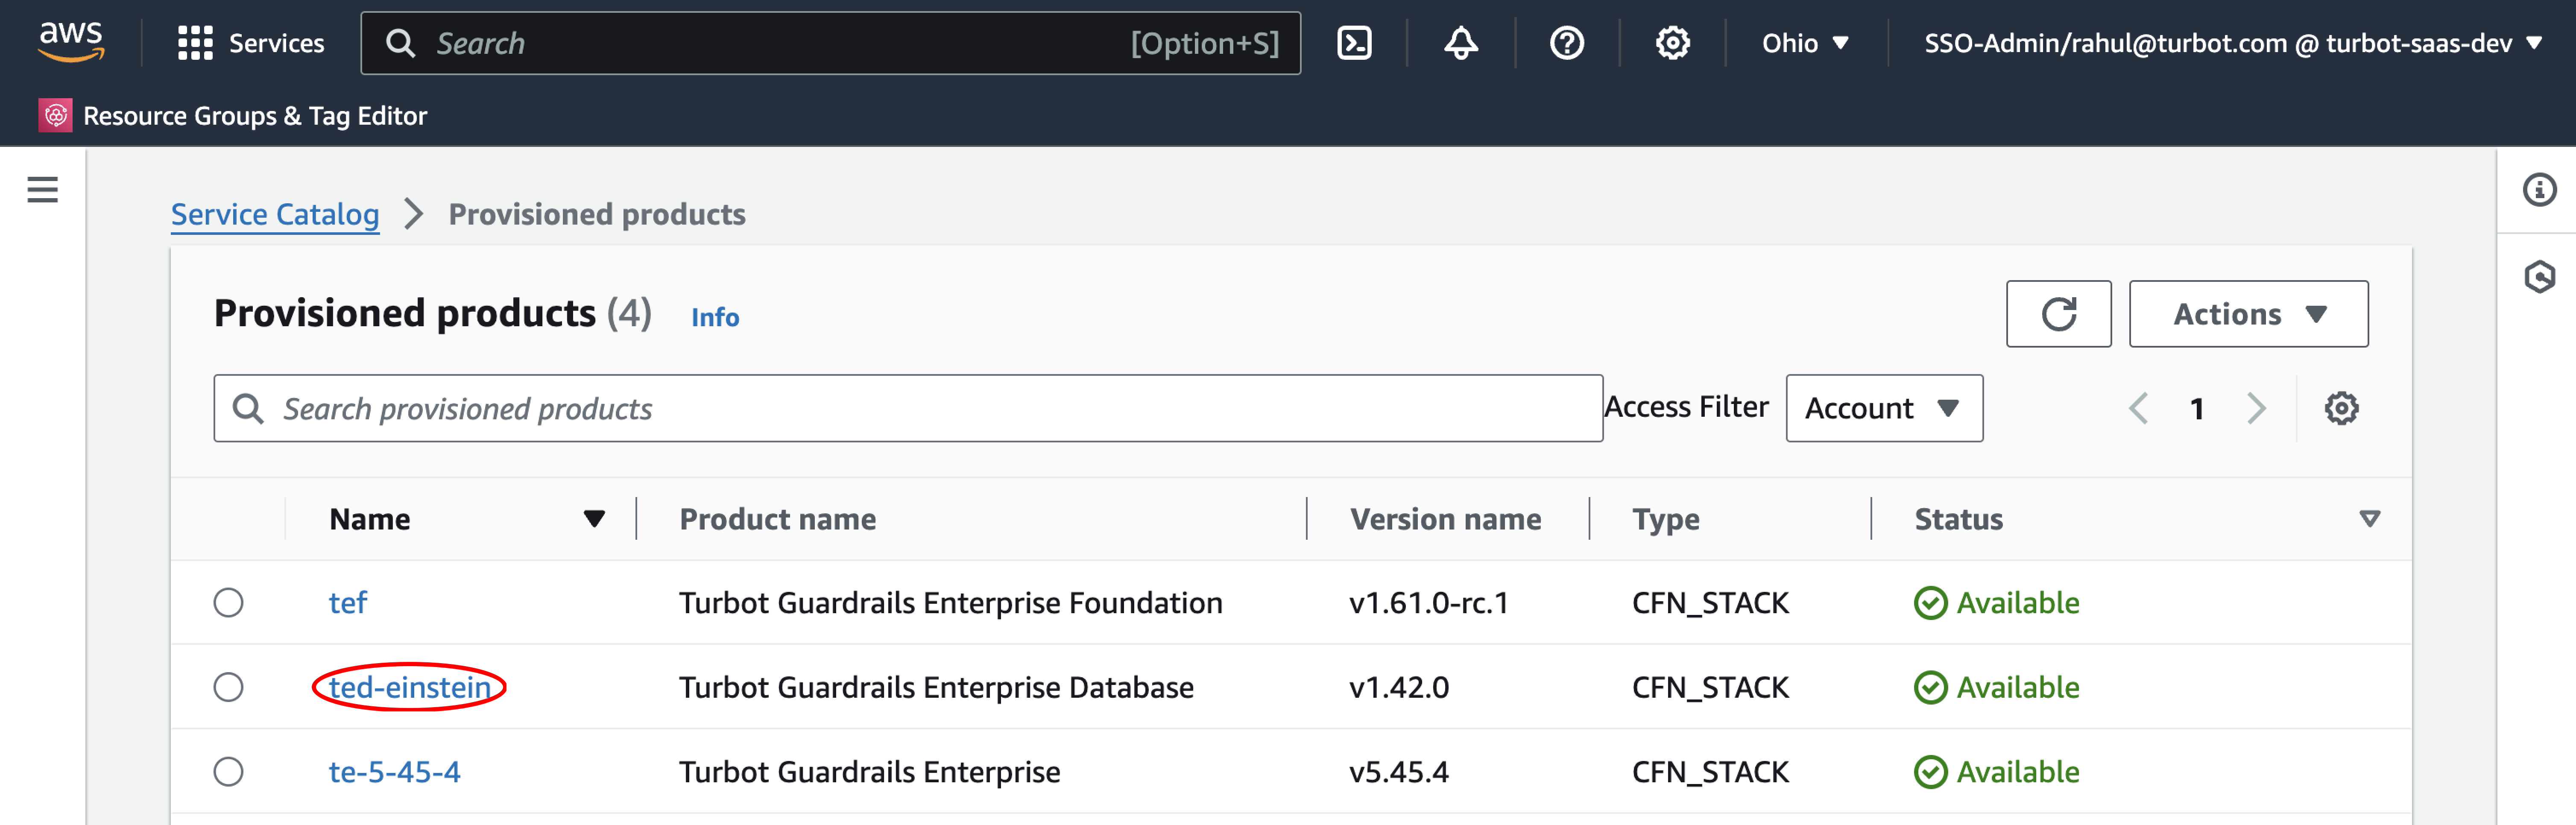 aws Services Search [Option+S] Ohio SSO-Admin/rahul@turbot.com @ turbot-saas-dev
Resource Groups & Tag Editor
Service Catalog Provisioned products
Provisioned products (4) Info Actions
Search provisioned products Access Filter Account 1
Name Product name Version name Type Status
tef Turbot Guardrails Enterprise Foundation v1.61.0-rc.1 CFN_STACK Available
ted-einstein Turbot Guardrails Enterprise Database v1.42.0 CFN_STACK Available
te-5-45-4 Turbot Guardrails Enterprise v5.45.4 CFN_STACK Available